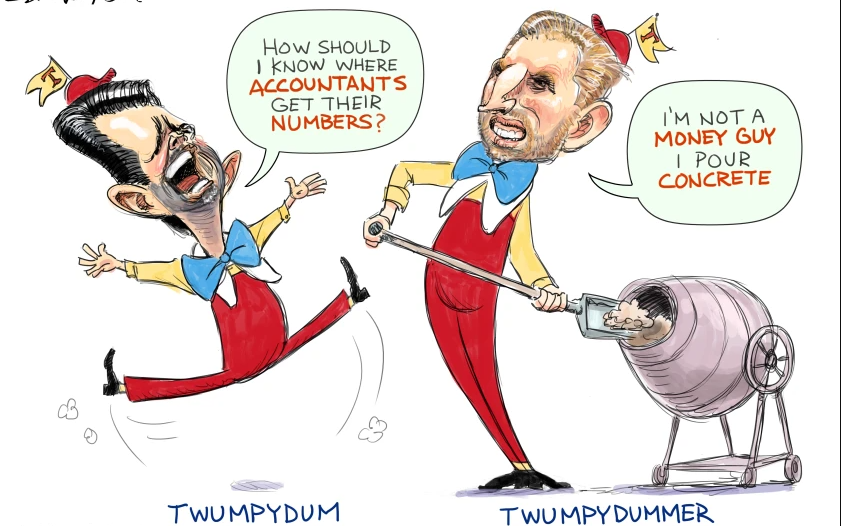 HOW SHOULD
I KNOW WHERE
ACCOUNTANTS
GET THEIR
NUMBERS?
I'M NOT A
MONEY GUY
I POUR
CONCRETE
T
T
TWUMPYDUM
TWUMPYDUMMER